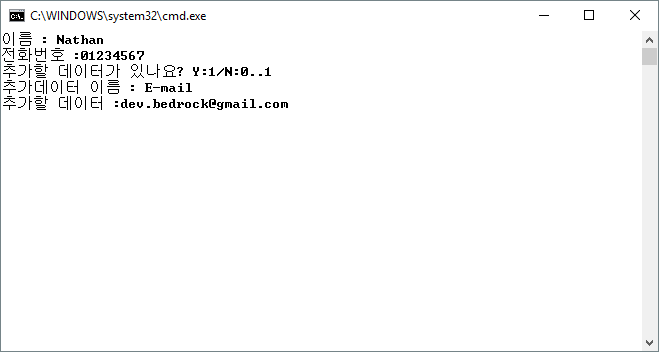 C:\WINDOWS\system32\cmd.exe
이름 : Nathan
전화번호 :01234567
추가할 데이터가 있나요? Y:1/N:0..1
추가데이터 이름 : E-mail
추가할 데이터 :dev.bedrock@gmail.com